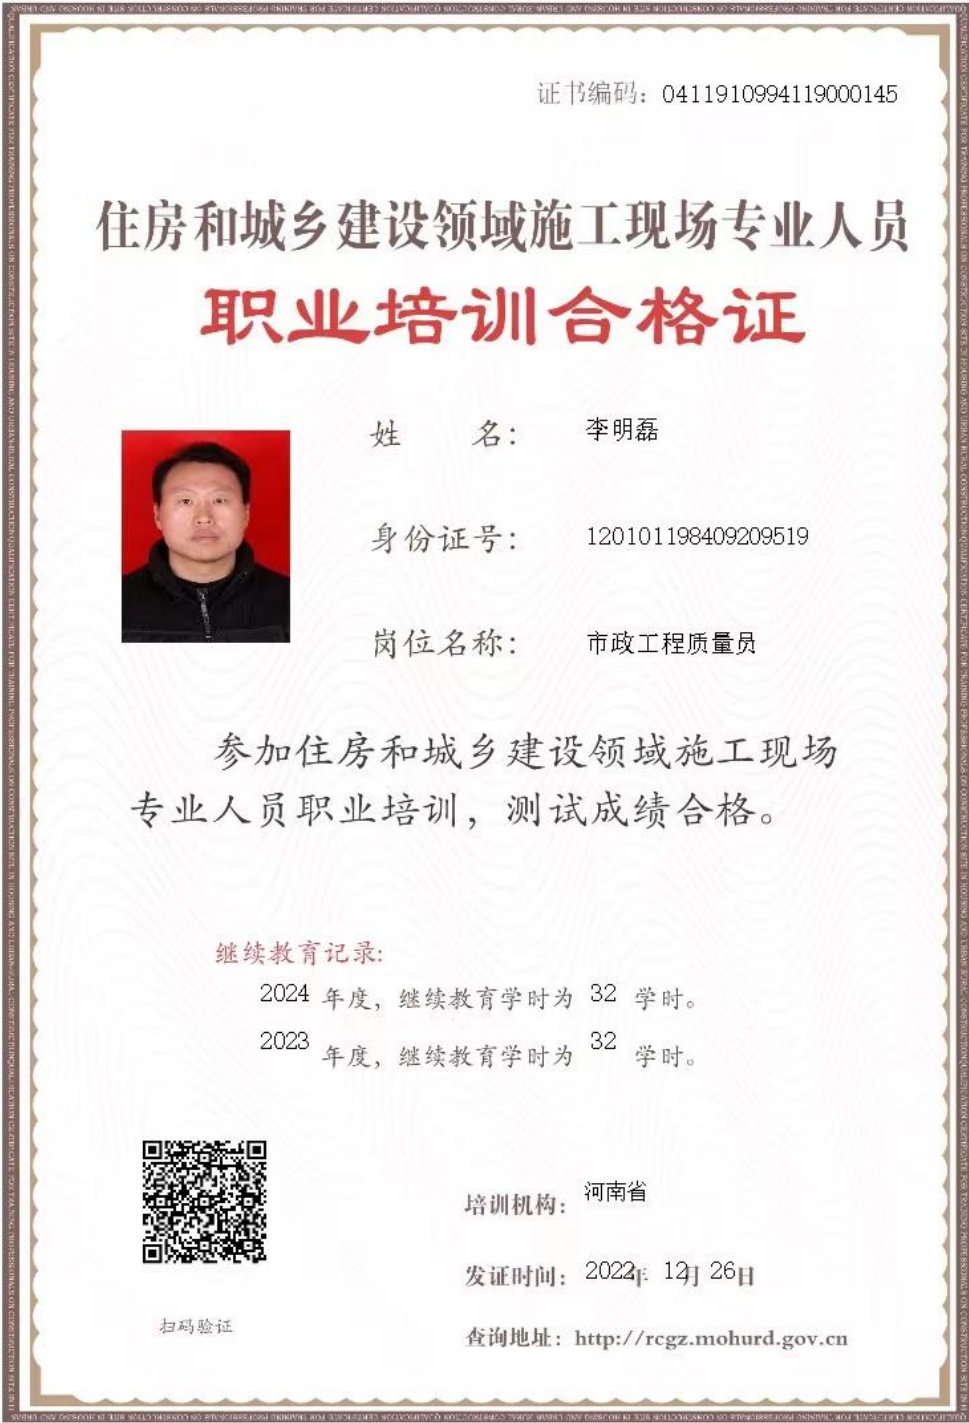 证书编码：0411910994119000145
住房和城乡建设领域施工现场专业人员
职业培训合格证
姓 名： 李明磊
身份证号： 120101198409209519
岗位名称： 市政工程质量员
参加住房和城乡建设领域施工现场
专业人员职业培训，测试成绩合格。
继续教育记录:
2024 年度，继续教育学时为 32 学时。
2023 年度，继续教育学时为 32 学时。
培训机构： 河南省
发证时间： 2022年 12月 26日
扫码验证
查询地址：http://rcgz.mohurd.gov.cn